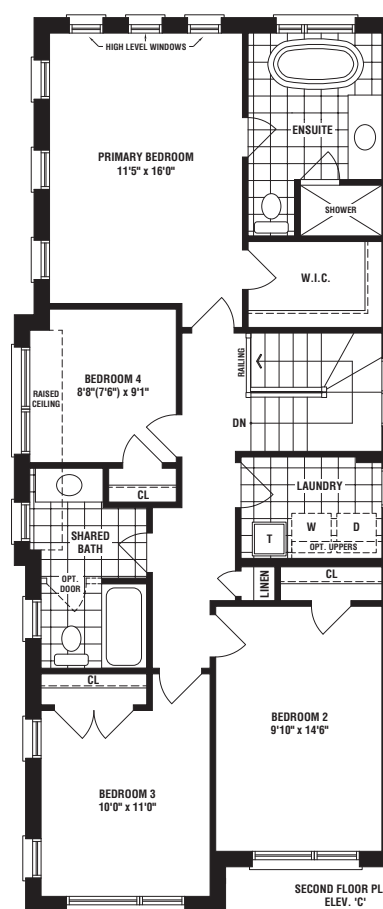 HIGH LEVEL WINDOWS
PRIMARY BEDROOM
11'5" x 16'0"
ENSUITE
SHOWER
W.I.C.
BEDROOM 4
8'8"(7'6") x 9'1"
RAISED
CEILING
RAILING
DN
CL
LAUNDRY
W
D
T
OPT. UPPERS
SHARED
BATH
OPT.
DOOR
LINEN
CL
CL
BEDROOM 2
9'10" x 14'6"
BEDROOM 3
10'0" x 11'0"
SECOND FLOOR PL
ELEV. 'C'